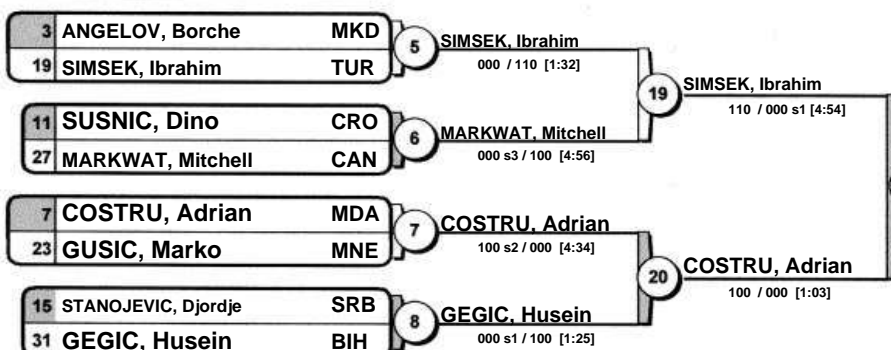 3 ANGELOV, Borche MKD
19 SIMSEK, Ibrahim TUR
5
SIMSEK, Ibrahim
000 / 110 [1:32]
11 SUSNIC, Dino CRO
27 MARKWAT, Mitchell CAN
6
MARKWAT, Mitchell
000 s3 / 100 [4:56]
19
SIMSEK, Ibrahim
110 / 000 s1 [4:54]
7 COSTRU, Adrian MDA
23 GUSIC, Marko MNE
7
COSTRU, Adrian
100 s2 / 000 [4:34]
15 STANOJEVIC, Djordje SRB
31 GEGIC, Husein BIH
8
GEGIC, Husein
000 s1 / 100 [1:25]
20
COSTRU, Adrian
100 / 000 [1:03]